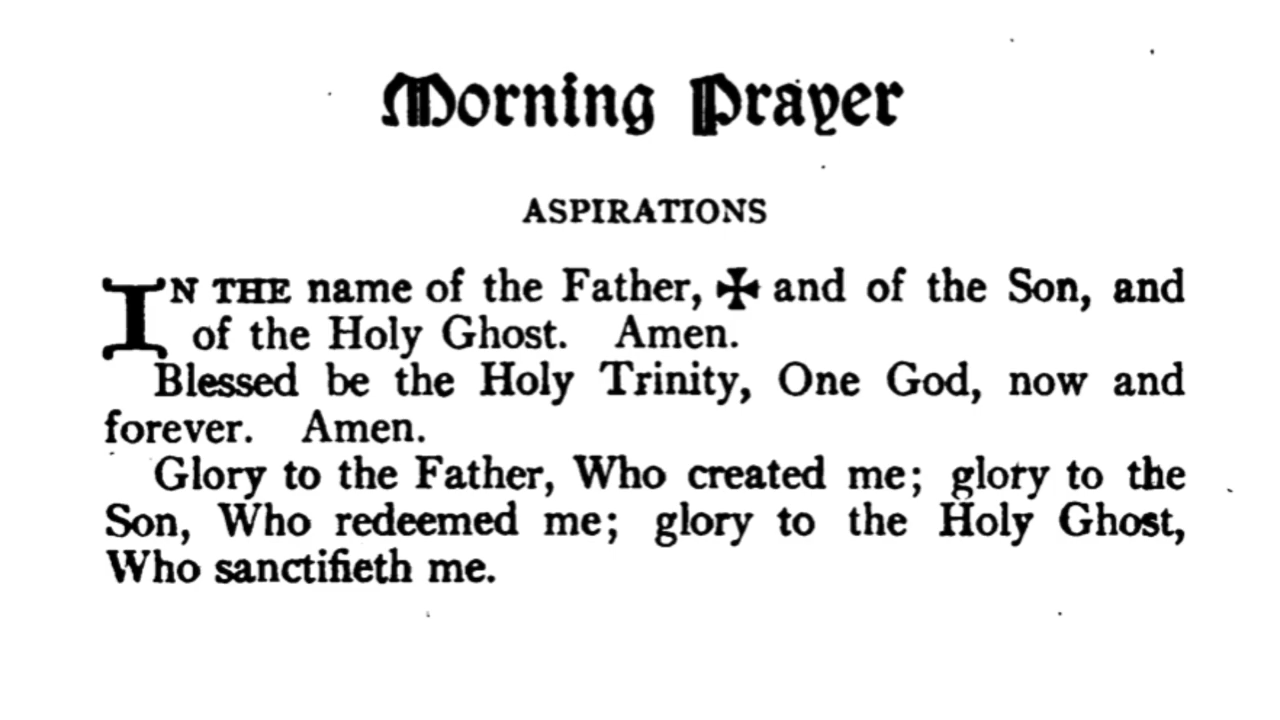 Morning Prayer
ASPIRATIONS
IN THE name of the Father, ✠ and of the Son, and
of the Holy Ghost. Amen.
Blessed be the Holy Trinity, One God, now and
forever. Amen.
Glory to the Father, Who created me; glory to the
Son, Who redeemed me; glory to the Holy Ghost,
Who sanctifieth me.